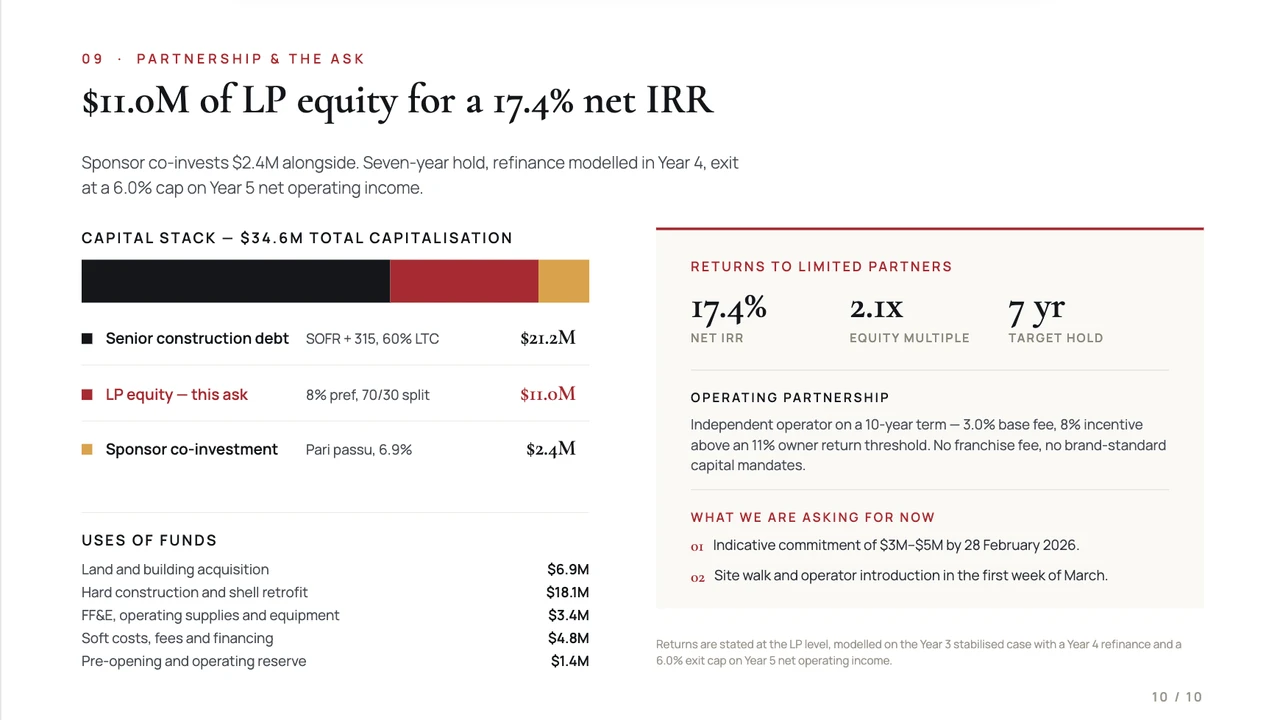 09 · PARTNERSHIP & THE ASK
$11.0M of LP equity for a 17.4% net IRR
Sponsor co-invests $2.4M alongside. Seven-year hold, refinance modelled in Year 4, exit
at a 6.0% cap on Year 5 net operating income.
CAPITAL STACK — $34.6M TOTAL CAPITALISATION
Senior construction debt SOFR + 315, 60% LTC $21.2M
LP equity — this ask 8% pref, 70/30 split $11.0M
Sponsor co-investment Pari passu, 6.9% $2.4M
USES OF FUNDS
Land and building acquisition $6.9M
Hard construction and shell retrofit $18.1M
FF&E, operating supplies and equipment $3.4M
Soft costs, fees and financing $4.8M
Pre-opening and operating reserve $1.4M
RETURNS TO LIMITED PARTNERS
17.4% 2.1x 7 yr
NET IRR EQUITY MULTIPLE TARGET HOLD
OPERATING PARTNERSHIP
Independent operator on a 10-year term — 3.0% base fee, 8% incentive
above an 11% owner return threshold. No franchise fee, no brand-standard
capital mandates.
WHAT WE ARE ASKING FOR NOW
01 Indicative commitment of $3M–$5M by 28 February 2026.
02 Site walk and operator introduction in the first week of March.
Returns are stated at the LP level, modelled on the Year 3 stabilised case with a Year 4 refinance and a
6.0% exit cap on Year 5 net operating income.
10 / 10